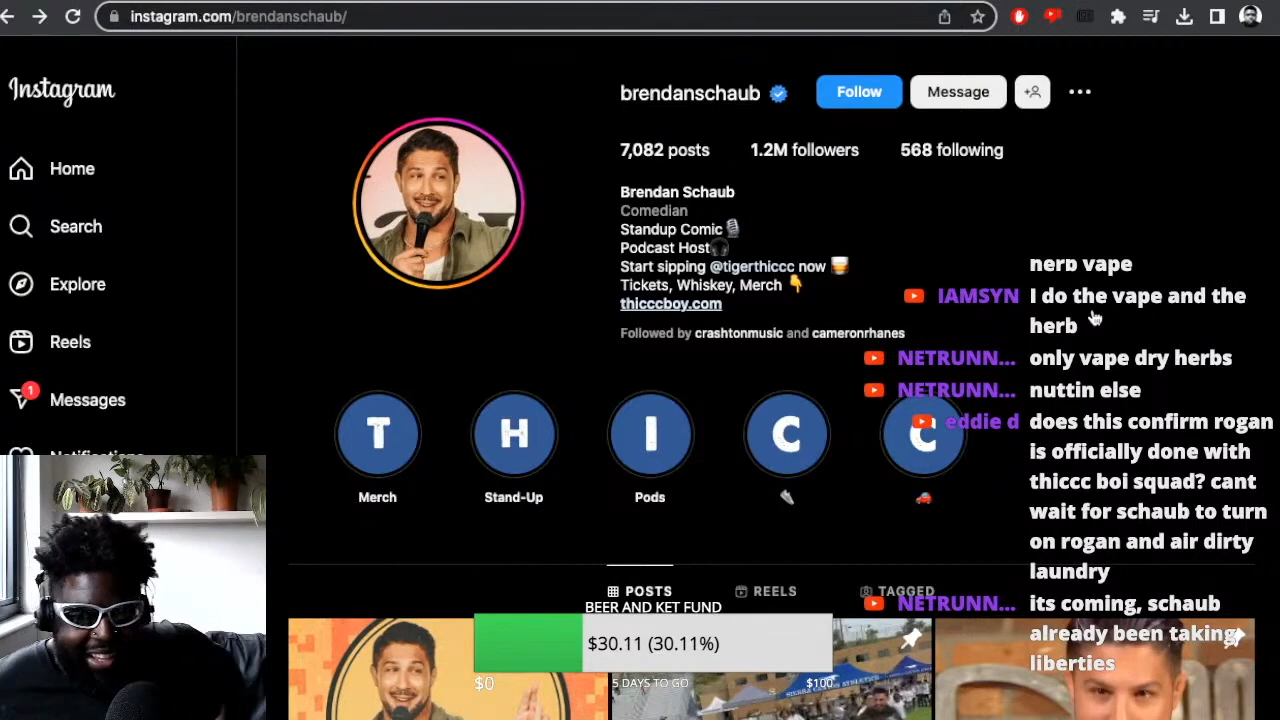 instagram.com/brendanschaub/
Instagram
brendanschaub
Follow
Message
7,082 posts
1.2M followers
568 following
Home
Search
Explore
Reels
1
Messages
Notifications
Brendan Schaub
Comedian
Standup Comic🎙️
Podcast Host🎧
Start sipping @tigerthiccc now 🥃
Tickets, Whiskey, Merch 👇
thicccboy.com
Followed by crashtonmusic and cameronrhanes
T
H
I
C
C
Merch
Stand-Up
Pods
POSTS
REELS
TAGGED
BEER AND KET FUND
$30.11 (30.11%)
$0
5 DAYS TO GO
$100
herb vape
IAMSYN I do the vape and the
herb
NETRUNN... only vape dry herbs
NETRUNN... nuttin else
eddie d does this confirm rogan
is officially done with
thiccc boi squad? cant
wait for schaub to turn
on rogan and air dirty
laundry
NETRUNN... its coming, schaub
already been taking
liberties